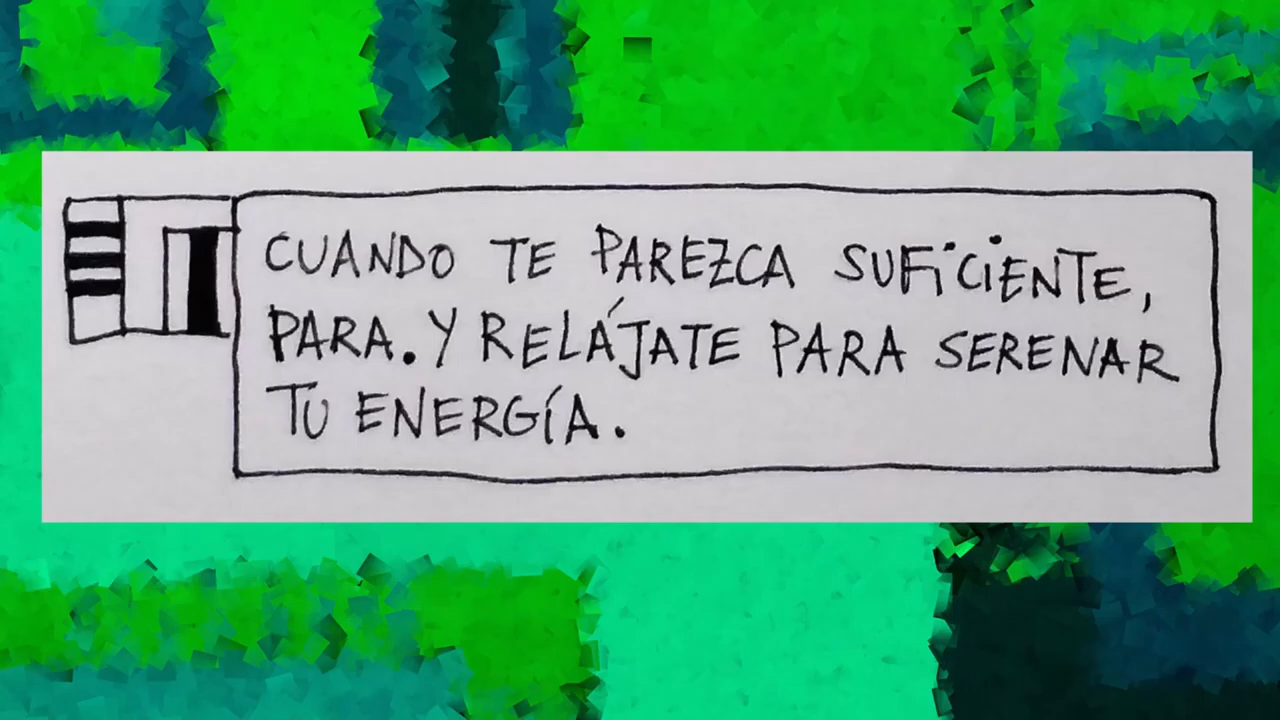 CUANDO TE PAREZCA SUFICIENTE,
PARA. Y RELÁJATE PARA SERENAR
TU ENERGÍA.